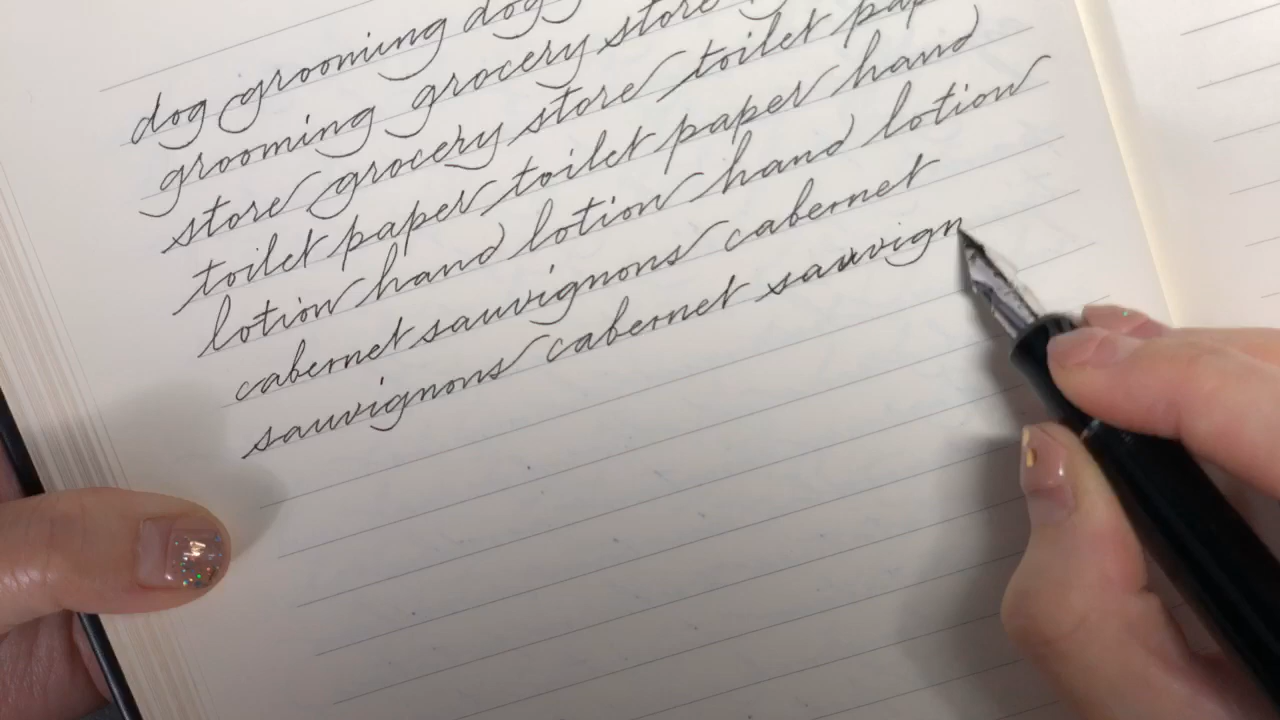 dog grooming dog
grooming grocery store
store grocery store toilet
toilet paper toilet paper hand
lotion hand lotion hand lotion
cabernet sauvignons cabernet
sauvignons cabernet sauvign